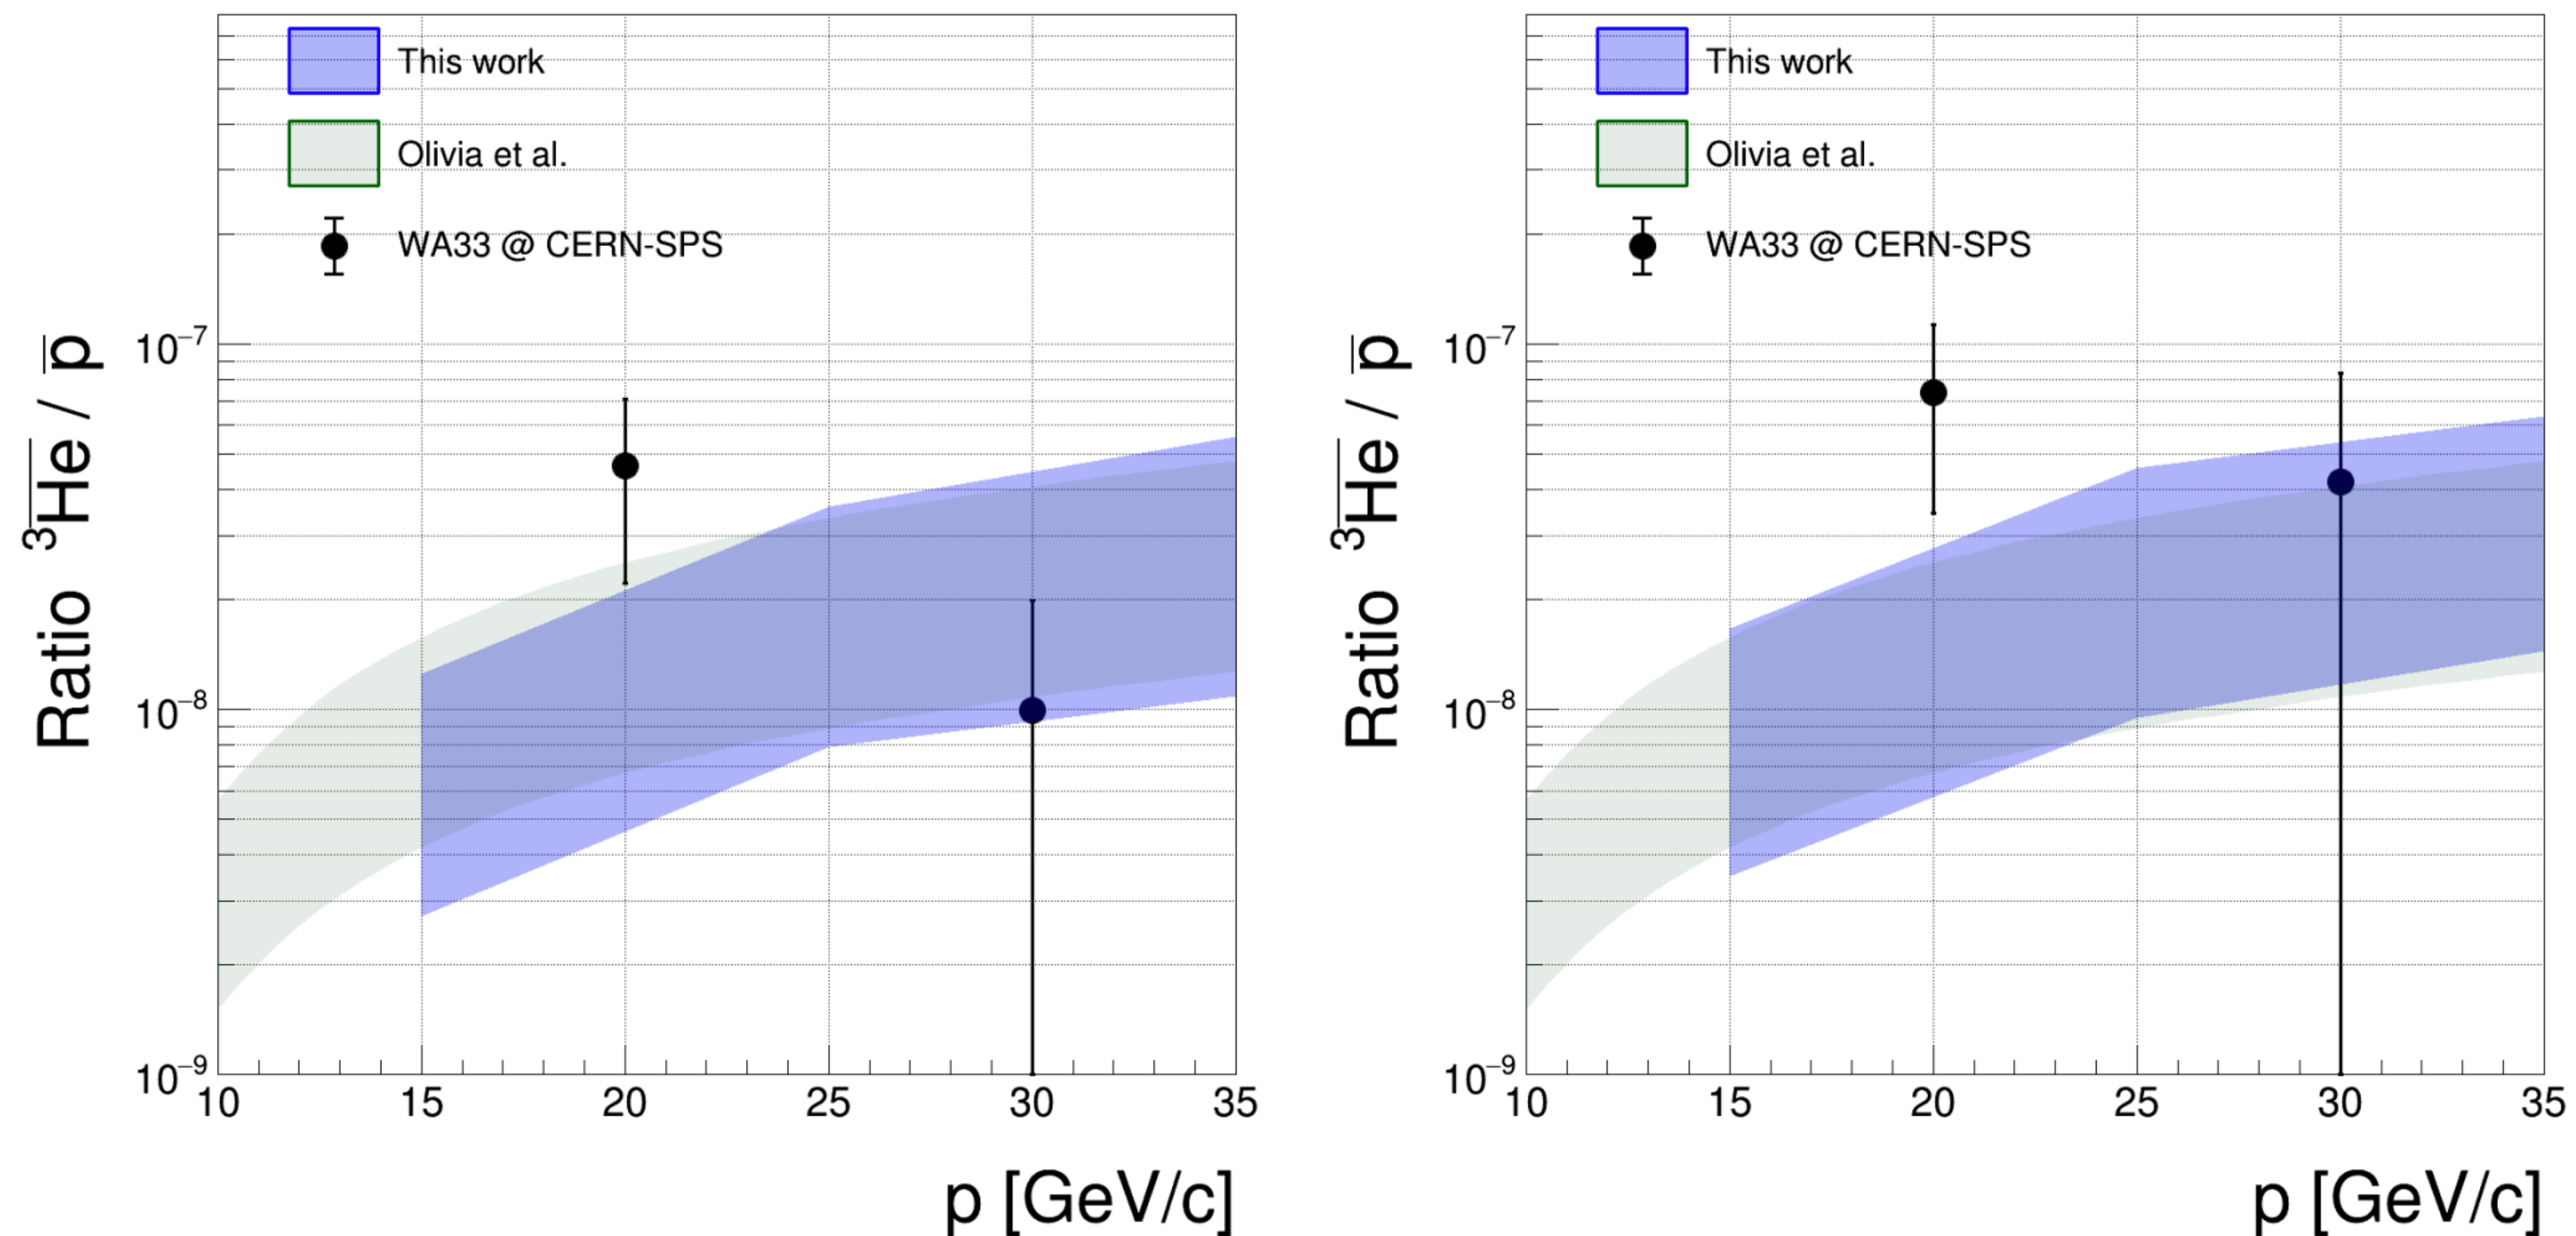 This work
Olivia et al.
WA33 @ CERN-SPS
Ratio ³H̅e̅ / p̅
10⁻⁷
10⁻⁸
10⁻⁹
10 15 20 25 30 35
p [GeV/c]
This work
Olivia et al.
WA33 @ CERN-SPS
Ratio ³H̅e̅ / p̅
10⁻⁷
10⁻⁸
10⁻⁹
10 15 20 25 30 35
p [GeV/c]